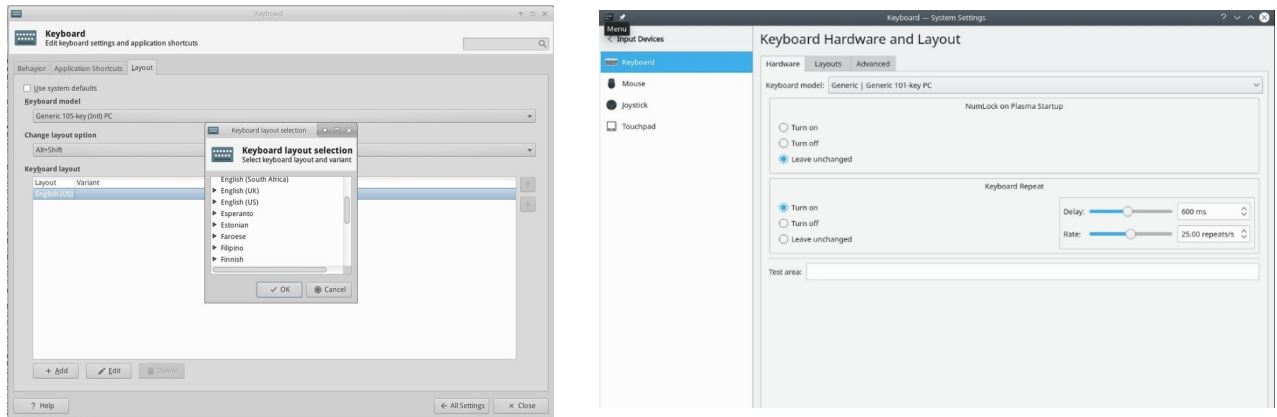 Keyboard
Keyboard
Edit keyboard settings and application shortcuts
Behavior Application Shortcuts Layout
Use system defaults
Keyboard model
Generic 105-key (Intl) PC
Change layout option
Alt+Shift
Keyboard layout
Layout Variant
English (US)
+ Add Edit Delete
? Help
← All Settings × Close
Keyboard layout selection
Keyboard layout selection
Select keyboard layout and variant
English (South Africa)
English (UK)
English (US)
Esperanto
Estonian
Faroese
Filipino
Finnish
OK Cancel
Keyboard — System Settings
Menu
Input Devices
Keyboard
Mouse
Joystick
Touchpad
Keyboard Hardware and Layout
Hardware Layouts Advanced
Keyboard model: Generic | Generic 101-key PC
NumLock on Plasma Startup
Turn on
Turn off
Leave unchanged
Keyboard Repeat
Turn on
Turn off
Leave unchanged
Delay: 600 ms
Rate: 25.00 repeats/s
Test area: